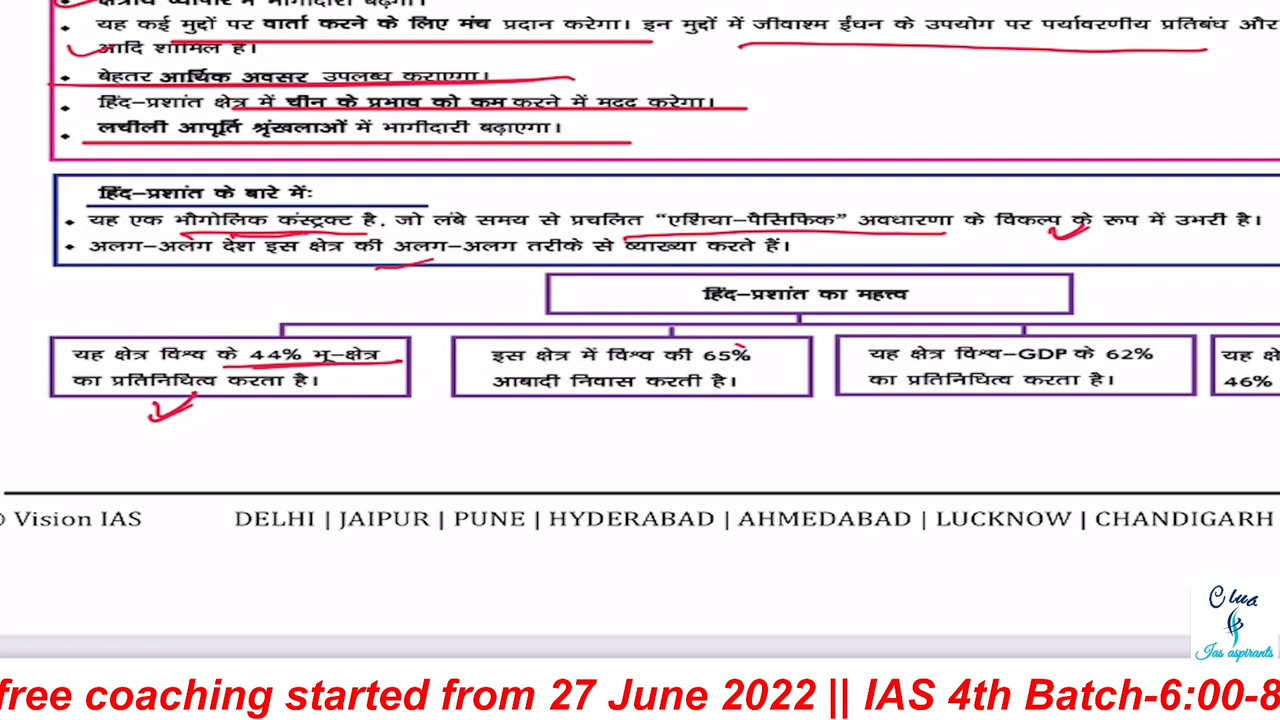 क्षेत्रीय व्यापार में भागीदारी बढ़ेगी।
यह कई मुद्दों पर वार्ता करने के लिए मंच प्रदान करेगा। इन मुद्दों में जीवाश्म ईंधन के उपयोग पर पर्यावरणीय प्रतिबंध और
आदि शामिल हैं।
बेहतर आर्थिक अवसर उपलब्ध कराएगा।
हिंद-प्रशांत क्षेत्र में चीन के प्रभाव को कम करने में मदद करेगा।
लचीली आपूर्ति श्रृंखलाओं में भागीदारी बढ़ाएगा।
हिंद-प्रशांत के बारे में:
यह एक भौगोलिक कंस्ट्रक्ट है, जो लंबे समय से प्रचलित "एशिया-पैसिफिक" अवधारणा के विकल्प के रूप में उभरी है।
अलग-अलग देश इस क्षेत्र की अलग-अलग तरीके से व्याख्या करते हैं।
हिंद-प्रशांत का महत्त्व
यह क्षेत्र विश्व के 44% भू-क्षेत्र
का प्रतिनिधित्व करता है।
इस क्षेत्र में विश्व की 65%
आबादी निवास करती है।
यह क्षेत्र विश्व-GDP के 62%
का प्रतिनिधित्व करता है।
यह
46%
© Vision IAS DELHI | JAIPUR | PUNE | HYDERABAD | AHMEDABAD | LUCKNOW | CHANDIGARH
Ias aspirants
free coaching started from 27 June 2022 || IAS 4th Batch-6:00-8